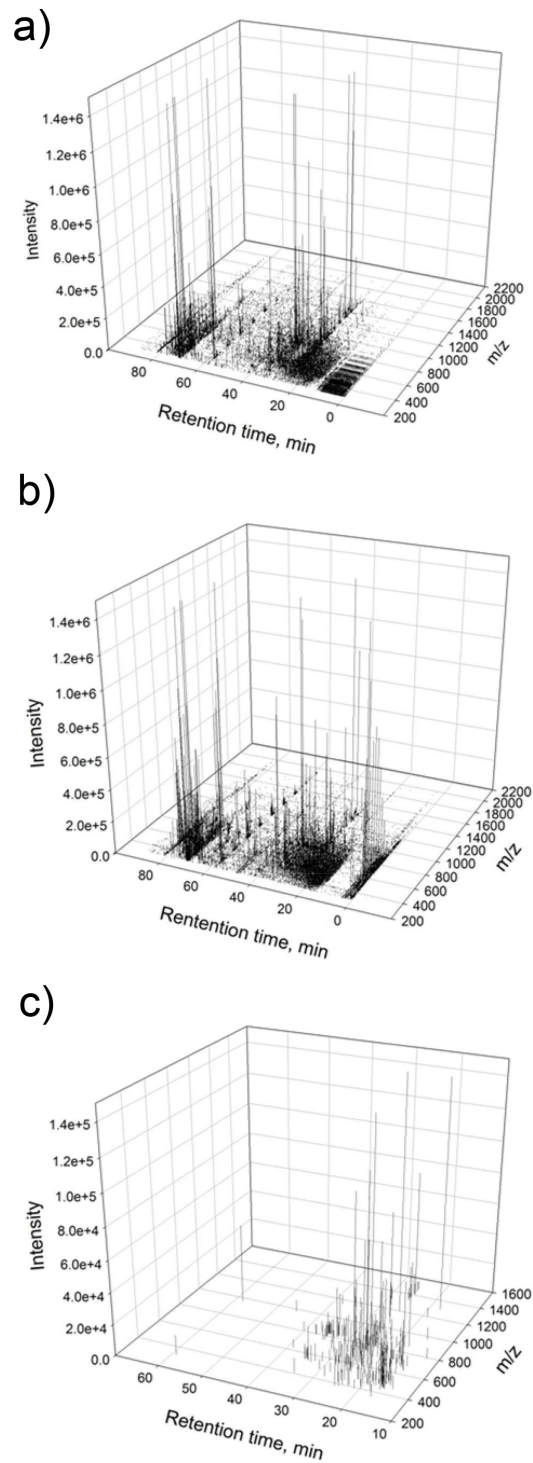 a)
1.4e+6
1.2e+6
1.0e+6
8.0e+5
6.0e+5
4.0e+5
2.0e+5
0.0
Intensity
80
60
40
20
0
Retention time, min
2200
2000
1800
1600
1400
1200
1000
800
600
400
200
m/z
b)
1.4e+6
1.2e+6
1.0e+6
8.0e+5
6.0e+5
4.0e+5
2.0e+5
0.0
Intensity
80
60
40
20
0
Rentention time, min
2200
2000
1800
1600
1400
1200
1000
800
600
400
200
m/z
c)
1.4e+5
1.2e+5
1.0e+5
8.0e+4
6.0e+4
4.0e+4
2.0e+4
0.0
Intensity
60
50
40
30
20
10
Retention time, min
1600
1400
1200
1000
800
600
400
200
m/z